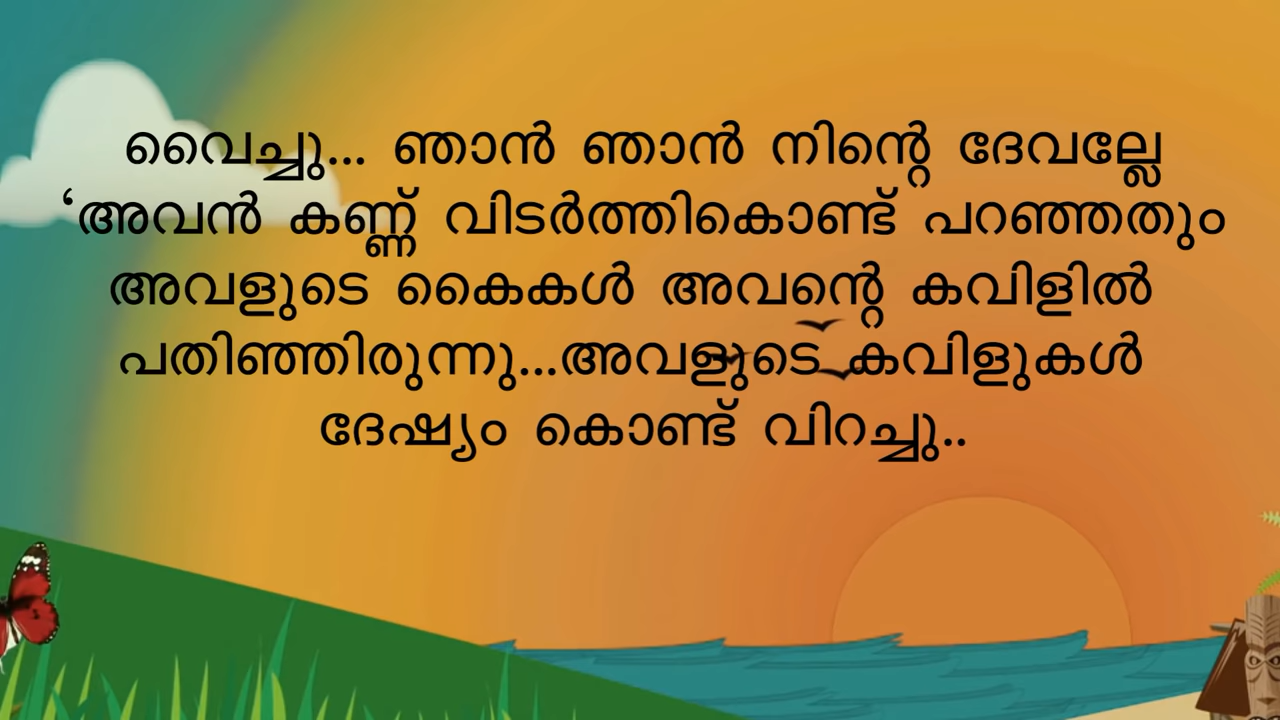 വൈച്ചു... ഞാൻ ഞാൻ നിന്റെ ദേവല്ലേ
‘അവൻ കണ്ണ് വിടർത്തികൊണ്ട് പറഞ്ഞതും
അവളുടെ കൈകൾ അവന്റെ കവിളിൽ
പതിഞ്ഞിരുന്നു...അവളുടെ കവിളുകൾ
ദേഷ്യം കൊണ്ട് വിറച്ചു..